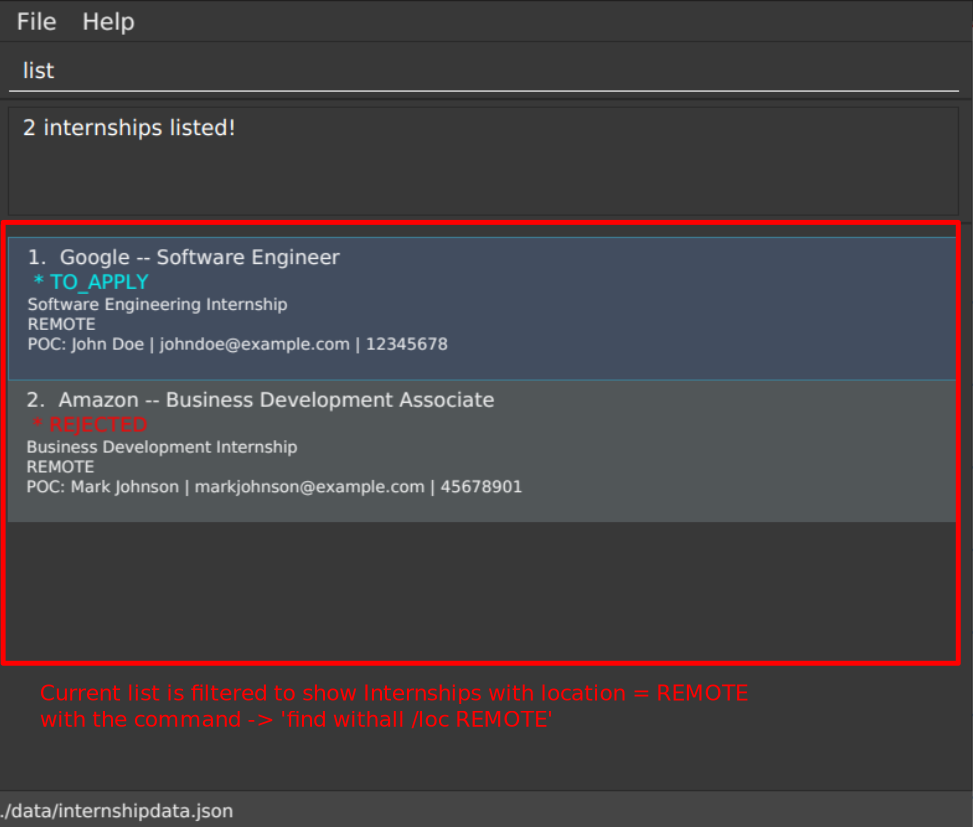 File Help
list
2 internships listed!
1. Google -- Software Engineer
* TO_APPLY
Software Engineering Internship
REMOTE
POC: John Doe | johndoe@example.com | 12345678
2. Amazon -- Business Development Associate
* REJECTED
Business Development Internship
REMOTE
POC: Mark Johnson | markjohnson@example.com | 45678901
Current list is filtered to show Internships with location = REMOTE
with the command -> 'find withall /loc REMOTE'
./data/internshipdata.json